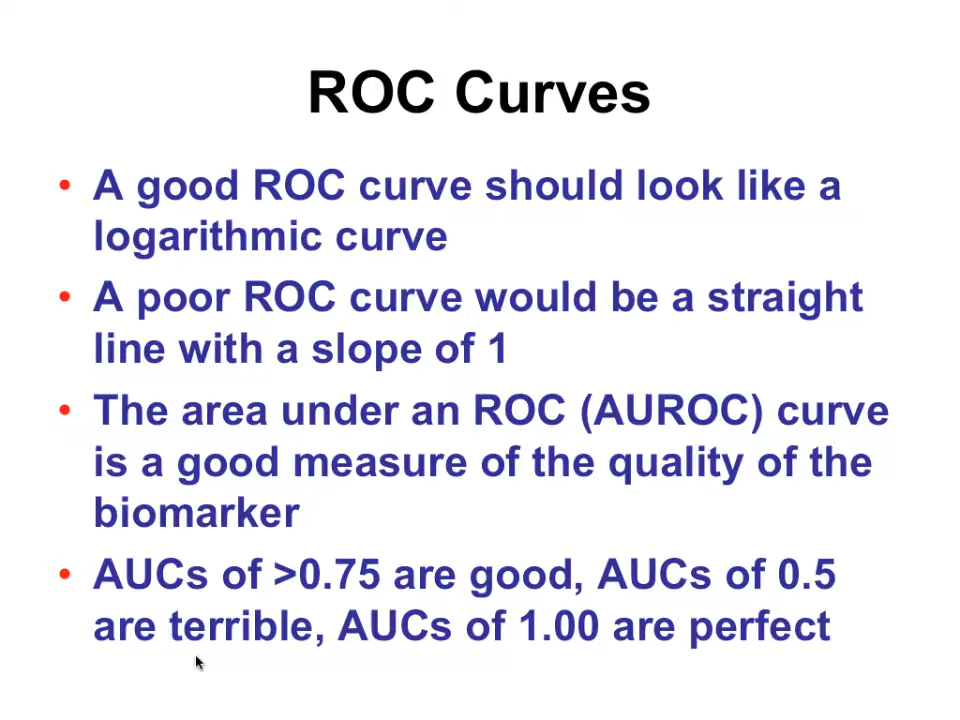 ROC Curves
• A good ROC curve should look like a
logarithmic curve
• A poor ROC curve would be a straight
line with a slope of 1
• The area under an ROC (AUROC) curve
is a good measure of the quality of the
biomarker
• AUCs of >0.75 are good, AUCs of 0.5
are terrible, AUCs of 1.00 are perfect